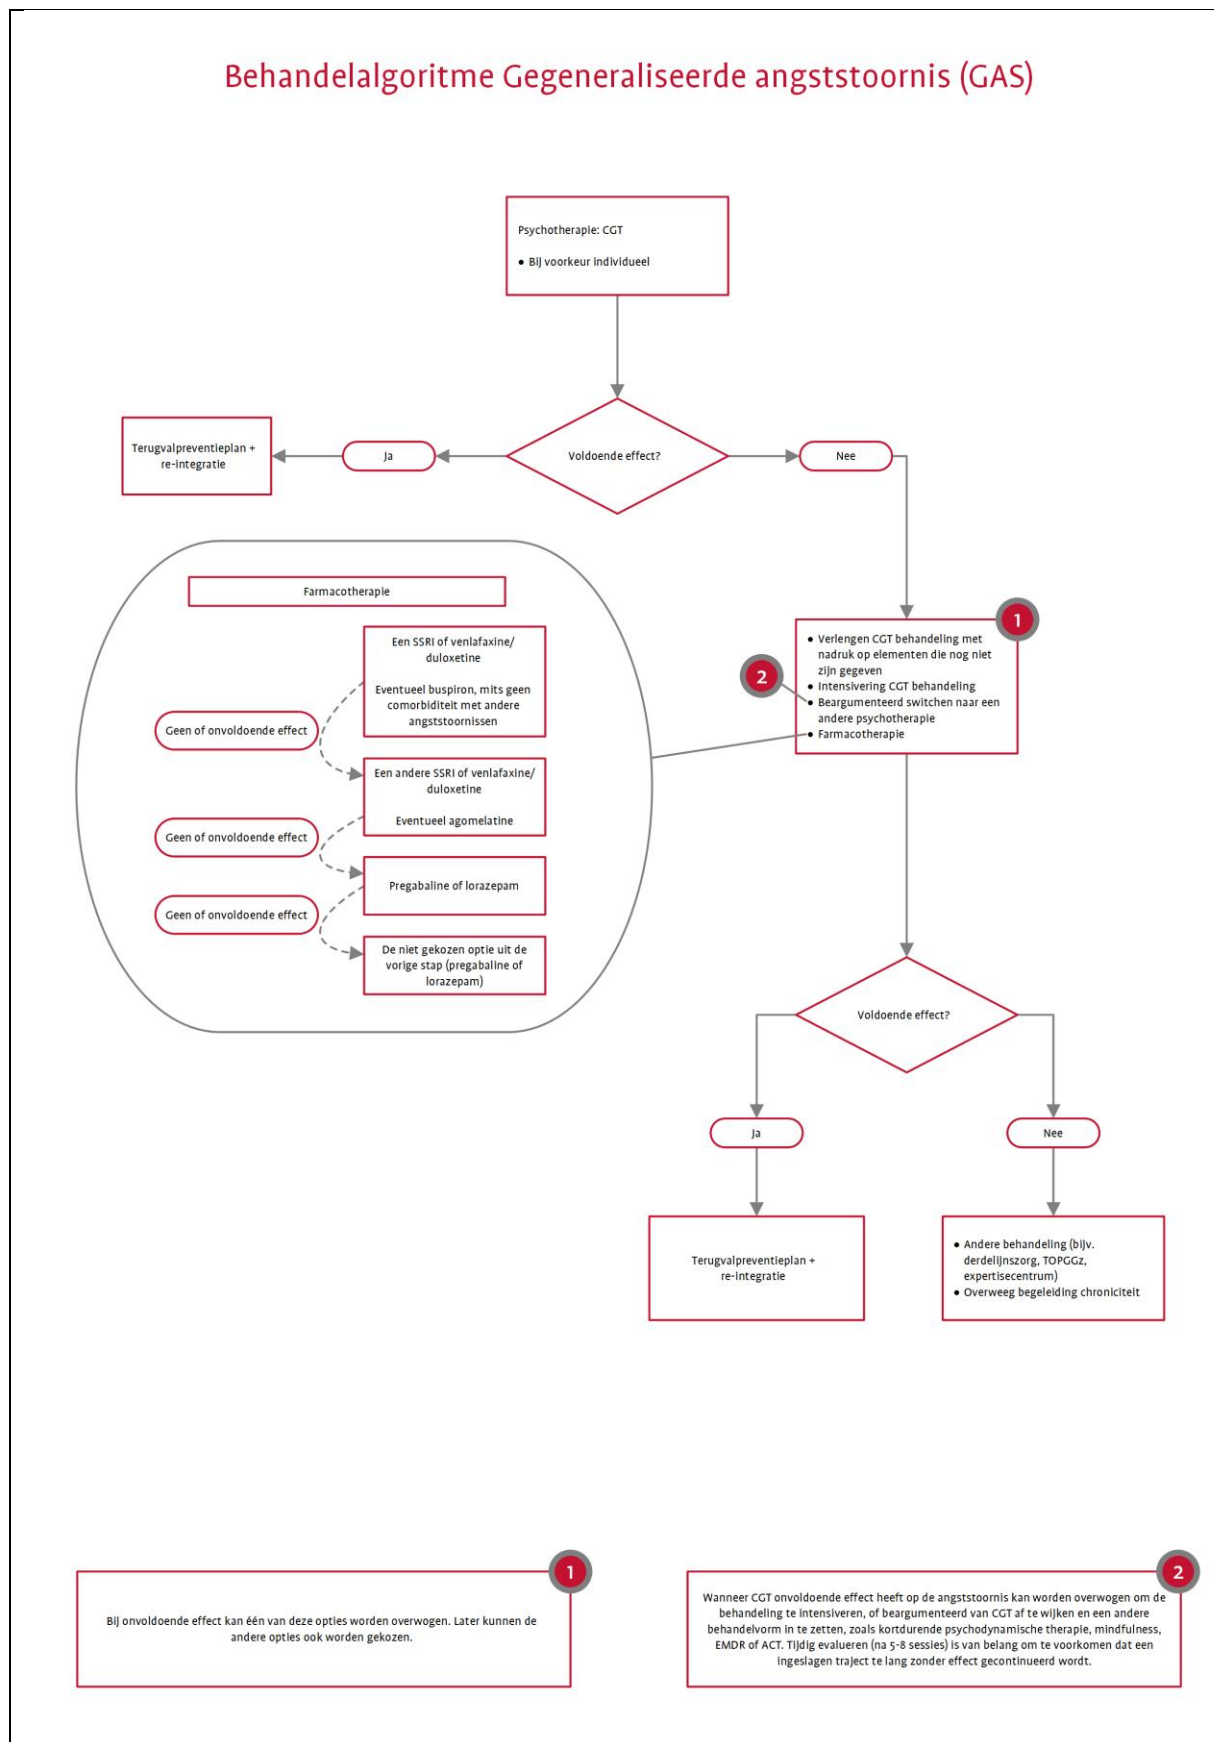 Behandelalgoritme Gegeneraliseerde angststoornis (GAS)
Psychotherapie: CGT
• Bij voorkeur individueel
Voldoende effect?
Ja
Terugvalpreventieplan +
re-integratie
Nee
1
• Verlengen CGT behandeling met
nadruk op elementen die nog niet
zijn gegeven
• Intensivering CGT behandeling
• Beargumenteerd switchen naar een
andere psychotherapie
• Farmacotherapie
2
Farmacotherapie
Een SSRI of venlafaxine/
duloxetine
Eventueel buspiron, mits geen
comorbiditeit met andere
angststoornissen
Geen of onvoldoende effect
Een andere SSRI of venlafaxine/
duloxetine
Eventueel agomelatine
Geen of onvoldoende effect
Pregabaline of lorazepam
Geen of onvoldoende effect
De niet gekozen optie uit de
vorige stap (pregabaline of
lorazepam)
Voldoende effect?
Ja
Nee
Terugvalpreventieplan +
re-integratie
• Andere behandeling (bijv.
derdelijnszorg, TOPGGz,
expertisecentrum)
• Overweeg begeleiding chroniciteit
1
Bij onvoldoende effect kan één van deze opties worden overwogen. Later kunnen de
andere opties ook worden gekozen.
2
Wanneer CGT onvoldoende effect heeft op de angststoornis kan worden overwogen om de
behandeling te intensiveren, of beargumenteerd van CGT af te wijken en een andere
behandelvorm in te zetten, zoals kortdurende psychodynamische therapie, mindfulness,
EMDR of ACT. Tijdig evalueren (na 5-8 sessies) is van belang om te voorkomen dat een
ingeslagen traject te lang zonder effect gecontinueerd wordt.